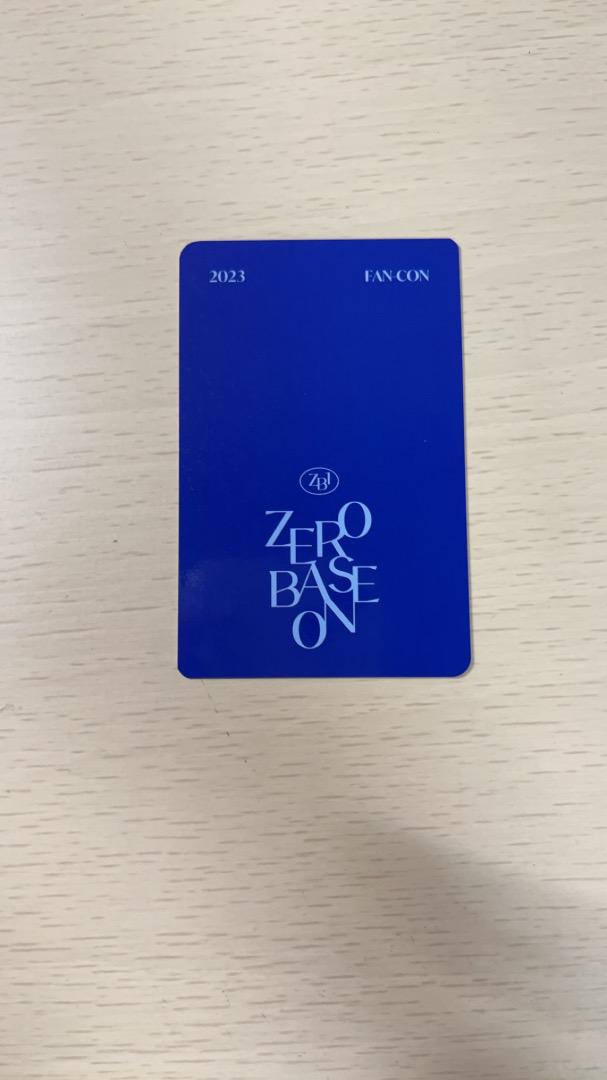 2023 FAN-CON
ZB1
ZERO
BASE
ON